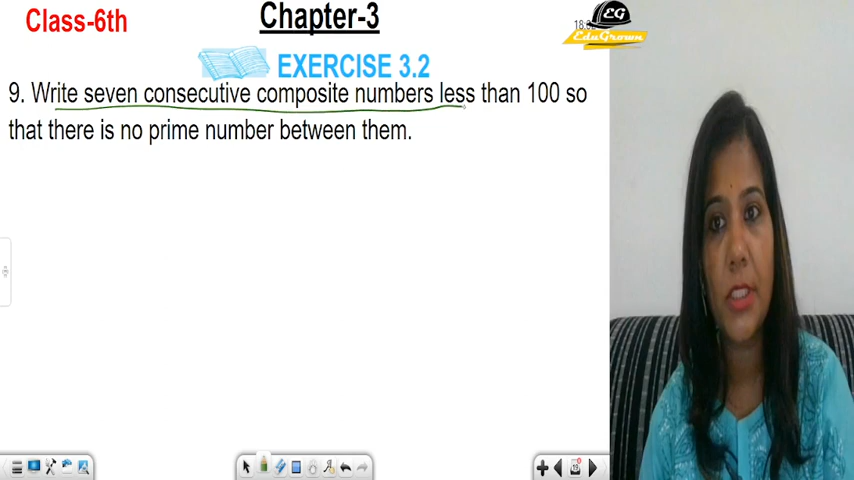 Class-6th
Chapter-3
EG
EduGrown
EXERCISE 3.2
9. Write seven consecutive composite numbers less than 100 so
that there is no prime number between them.